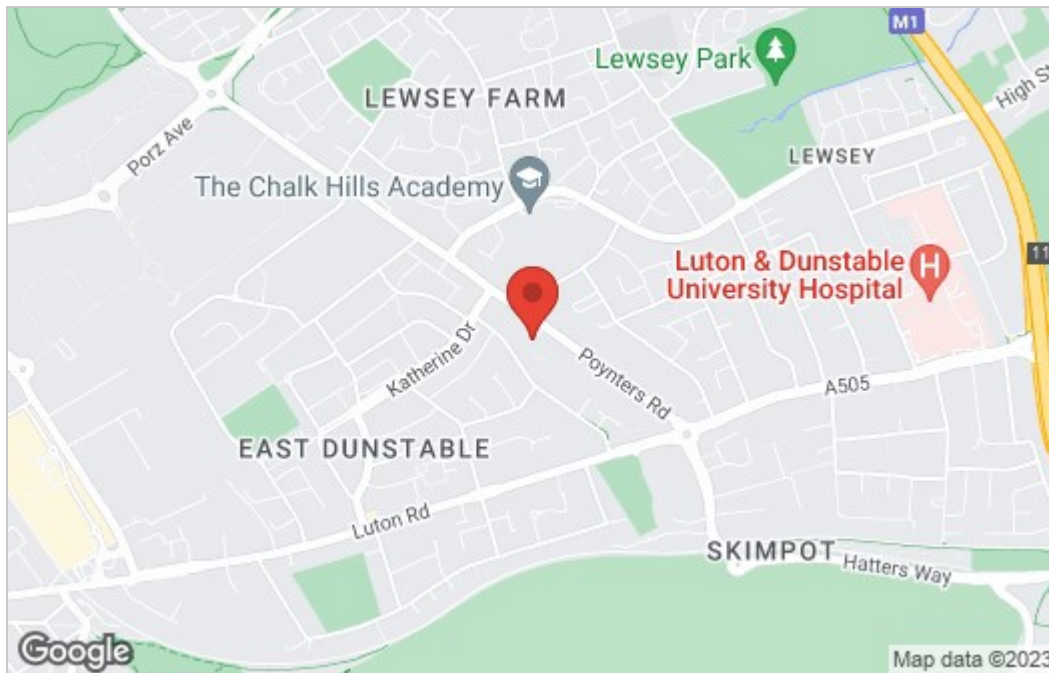 M1
Lewsey Park
High St
LEWSEY FARM
Porz Ave
LEWSEY
The Chalk Hills Academy
Luton & Dunstable
University Hospital
H
11
Katherine Dr
Poynters Rd
A505
EAST DUNSTABLE
Luton Rd
SKIMPOT
Hatters Way
Google
Map data ©2023